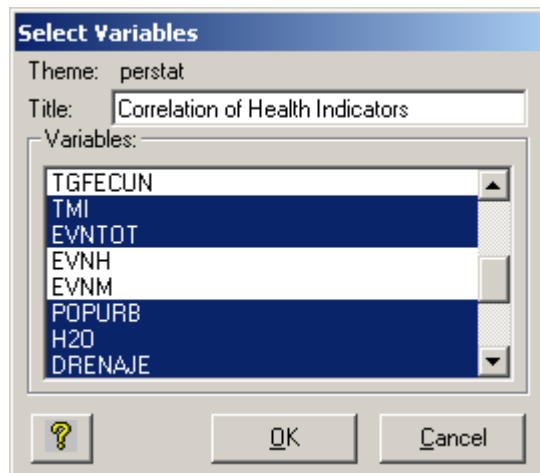 Select Variables
Theme: perstat
Title: Correlation of Health Indicators
Variables:
TGFECUN
TMI
EVNTOT
EVNH
EVNM
POPURB
H2O
DRENAJE
? OK Cancel